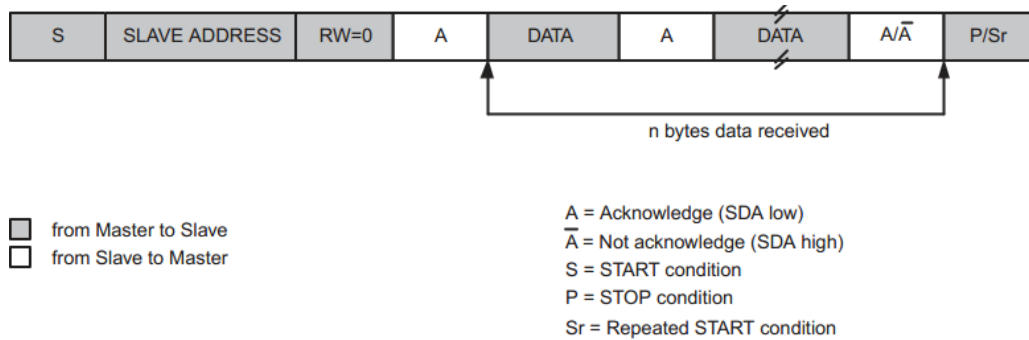 S SLAVE ADDRESS RW=0 A DATA A DATA A/A̅ P/Sr
n bytes data received
from Master to Slave
from Slave to Master
A = Acknowledge (SDA low)
A̅ = Not acknowledge (SDA high)
S = START condition
P = STOP condition
Sr = Repeated START condition